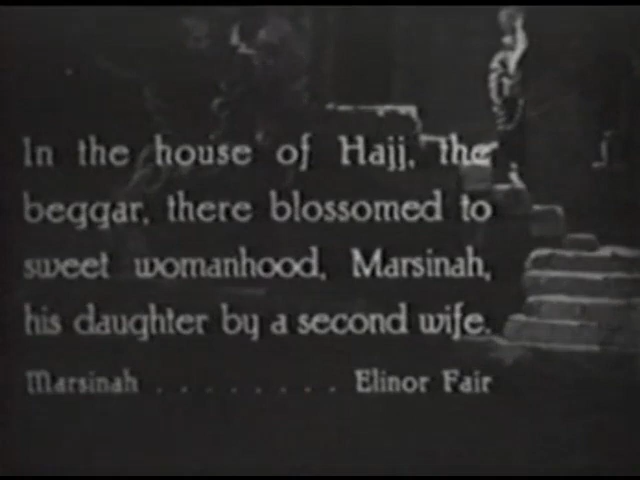 In the house of Hajj, the
beggar, there blossomed to
sweet womanhood, Marsinah,
his daughter by a second wife.
Marsinah . . . . . . . . Elinor Fair